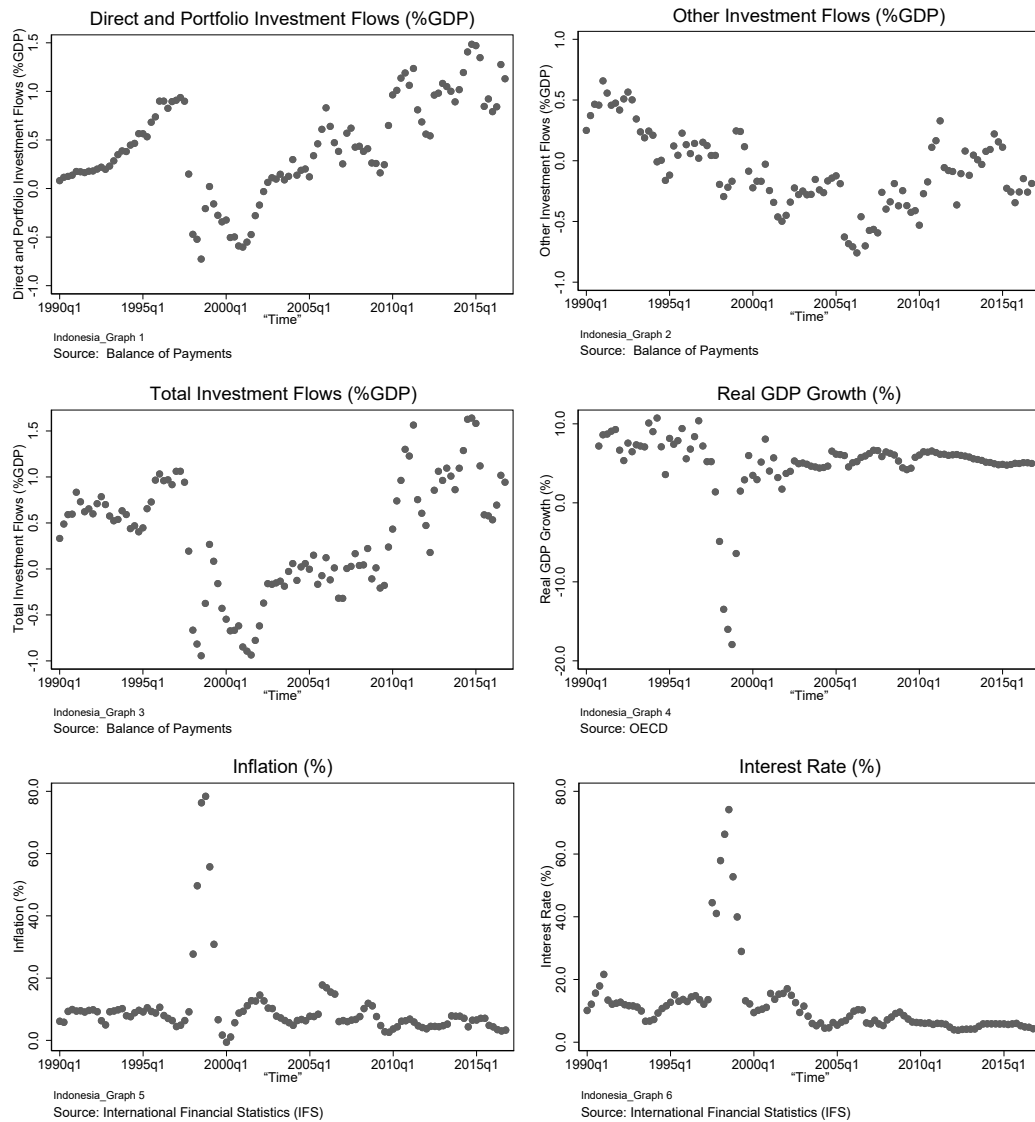 Direct and Portfolio Investment Flows (%GDP)
Direct and Portfolio Investment Flows (%GDP)
1.5
1.0
0.5
0.0
-0.5
-1.0
1990q1 1995q1 2000q1 2005q1 2010q1 2015q1
“Time”
Indonesia_Graph 1
Source: Balance of Payments
Other Investment Flows (%GDP)
Other Investment Flows (%GDP)
1.0
0.5
0.0
-0.5
-1.0
1990q1 1995q1 2000q1 2005q1 2010q1 2015q1
“Time”
Indonesia_Graph 2
Source: Balance of Payments
Total Investment Flows (%GDP)
Total Investment Flows (%GDP)
1.5
1.0
0.5
0.0
-0.5
-1.0
1990q1 1995q1 2000q1 2005q1 2010q1 2015q1
“Time”
Indonesia_Graph 3
Source: Balance of Payments
Real GDP Growth (%)
Real GDP Growth (%)
10.0
0.0
-10.0
-20.0
1990q1 1995q1 2000q1 2005q1 2010q1 2015q1
“Time”
Indonesia_Graph 4
Source: OECD
Inflation (%)
Inflation (%)
80.0
60.0
40.0
20.0
0.0
1990q1 1995q1 2000q1 2005q1 2010q1 2015q1
“Time”
Indonesia_Graph 5
Source: International Financial Statistics (IFS)
Interest Rate (%)
Interest Rate (%)
80.0
60.0
40.0
20.0
0.0
1990q1 1995q1 2000q1 2005q1 2010q1 2015q1
“Time”
Indonesia_Graph 6
Source: International Financial Statistics (IFS)